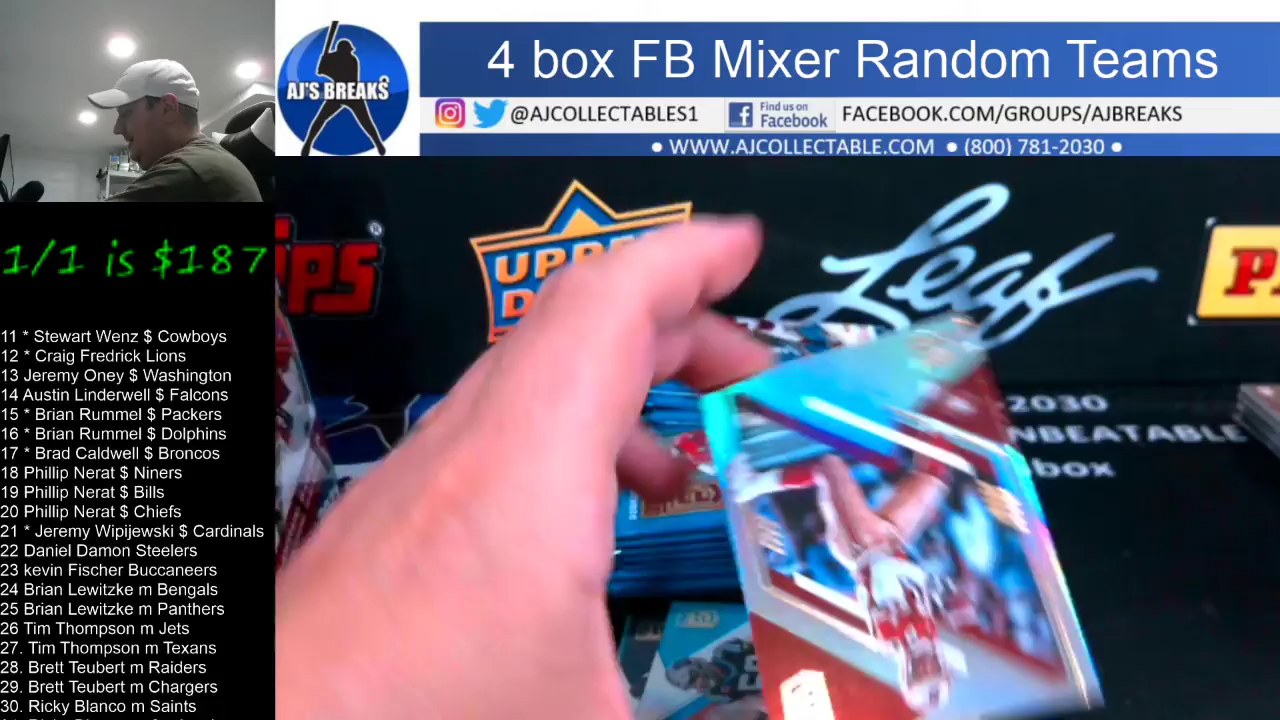 4 box FB Mixer Random Teams
AJ'S BREAKS
@AJCOLLECTABLES1
Find us on
Facebook
FACEBOOK.COM/GROUPS/AJBREAKS
• WWW.AJCOLLECTABLE.COM • (800) 781-2030 •
1/1 is $187
11 * Stewart Wenz $ Cowboys
12 * Craig Fredrick Lions
13 Jeremy Oney $ Washington
14 Austin Linderwell $ Falcons
15 * Brian Rummel $ Packers
16 * Brian Rummel $ Dolphins
17 * Brad Caldwell $ Broncos
18 Phillip Nerat $ Niners
19 Phillip Nerat $ Bills
20 Phillip Nerat $ Chiefs
21 * Jeremy Wipijewski $ Cardinals
22 Daniel Damon Steelers
23 kevin Fischer Buccaneers
24 Brian Lewitzke m Bengals
25 Brian Lewitzke m Panthers
26 Tim Thompson m Jets
27. Tim Thompson m Texans
28. Brett Teubert m Raiders
29. Brett Teubert m Chargers
30. Ricky Blanco m Saints
Leaf
-2030
NBEATABLE
box